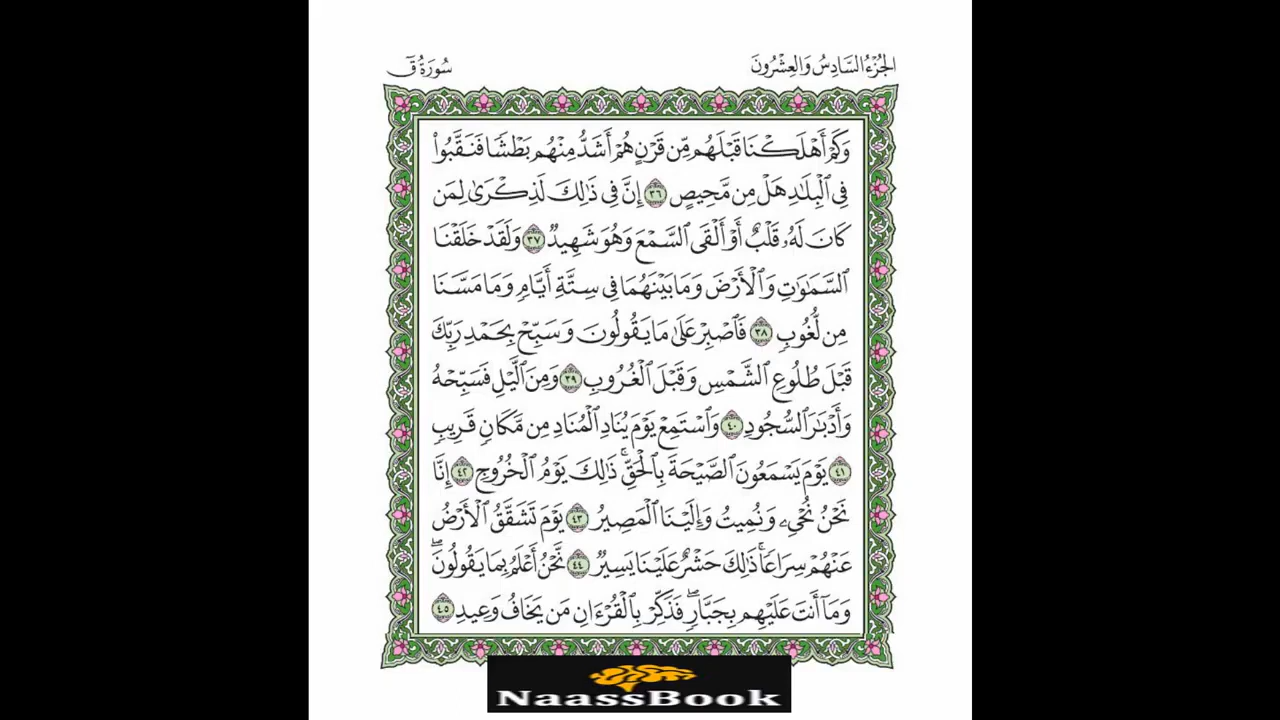 الجُزْءُ السَّادِسُ وَالعِشْرُونَ
سُورَةُ قٓ
وَكَمْ أَهْلَكْنَا قَبْلَهُم مِّن قَرْنٍ هُمْ أَشَدُّ مِنْهُم بَطْشًا فَنَقَّبُوا۟
فِى ٱلْبِلَـٰدِ هَلْ مِن مَّحِيصٍ ٣٦ إِنَّ فِى ذَٰلِكَ لَذِكْرَىٰ لِمَن
كَانَ لَهُۥ قَلْبٌ أَوْ أَلْقَى ٱلسَّمْعَ وَهُوَ شَهِيدٌ ٣٧ وَلَقَدْ خَلَقْنَا
ٱلسَّمَـٰوَٰتِ وَٱلْأَرْضَ وَمَا بَيْنَهُمَا فِى سِتَّةِ أَيَّامٍ وَمَا مَسَّنَا
مِن لُّغُوبٍ ٣٨ فَٱصْبِرْ عَلَىٰ مَا يَقُولُونَ وَسَبِّحْ بِحَمْدِ رَبِّكَ
قَبْلَ طُلُوعِ ٱلشَّمْسِ وَقَبْلَ ٱلْغُرُوبِ ٣٩ وَمِنَ ٱلَّيْلِ فَسَبِّحْهُ
وَأَدْبَـٰرَ ٱلسُّجُودِ ٤٠ وَٱسْتَمِعْ يَوْمَ يُنَادِ ٱلْمُنَادِ مِن مَّكَانٍ قَرِيبٍ
٤١ يَوْمَ يَسْمَعُونَ ٱلصَّيْحَةَ بِٱلْحَقِّ ۚ ذَٰلِكَ يَوْمُ ٱلْخُرُوجِ ٤٢ إِنَّا
نَحْنُ نُحْىِۦ وَنُمِيتُ وَإِلَيْنَا ٱلْمَصِيرُ ٤٣ يَوْمَ تَشَقَّقُ ٱلْأَرْضُ
عَنْهُمْ سِرَاعًا ۚ ذَٰلِكَ حَشْرٌ عَلَيْنَا يَسِيرٌ ٤٤ نَّحْنُ أَعْلَمُ بِمَا يَقُولُونَ ۖ
وَمَآ أَنتَ عَلَيْهِم بِجَبَّارٍ ۖ فَذَكِّرْ بِٱلْقُرْءَانِ مَن يَخَافُ وَعِيدِ ٤٥
NaassBook